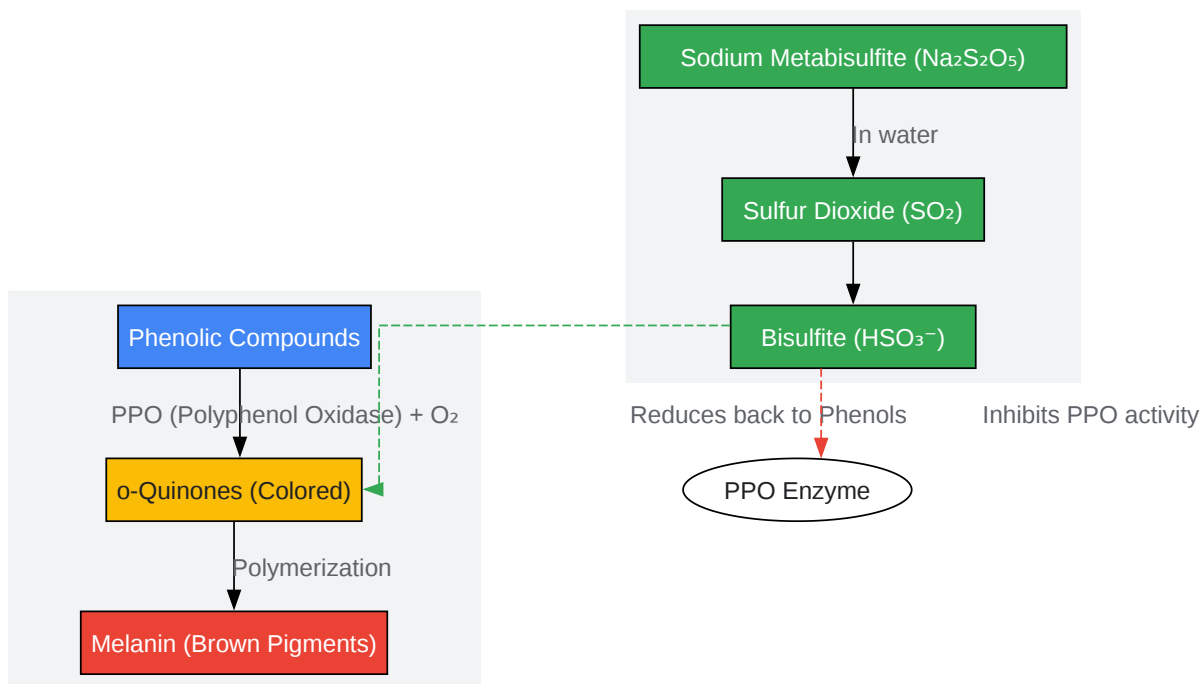 Sodium Metabisulfite (Na₂S₂O₅)
In water
Sulfur Dioxide (SO₂)
Phenolic Compounds
Bisulfite (HSO₃⁻)
PPO (Polyphenol Oxidase) + O₂
Reduces back to Phenols
Inhibits PPO activity
o-Quinones (Colored)
PPO Enzyme
Polymerization
Melanin (Brown Pigments)